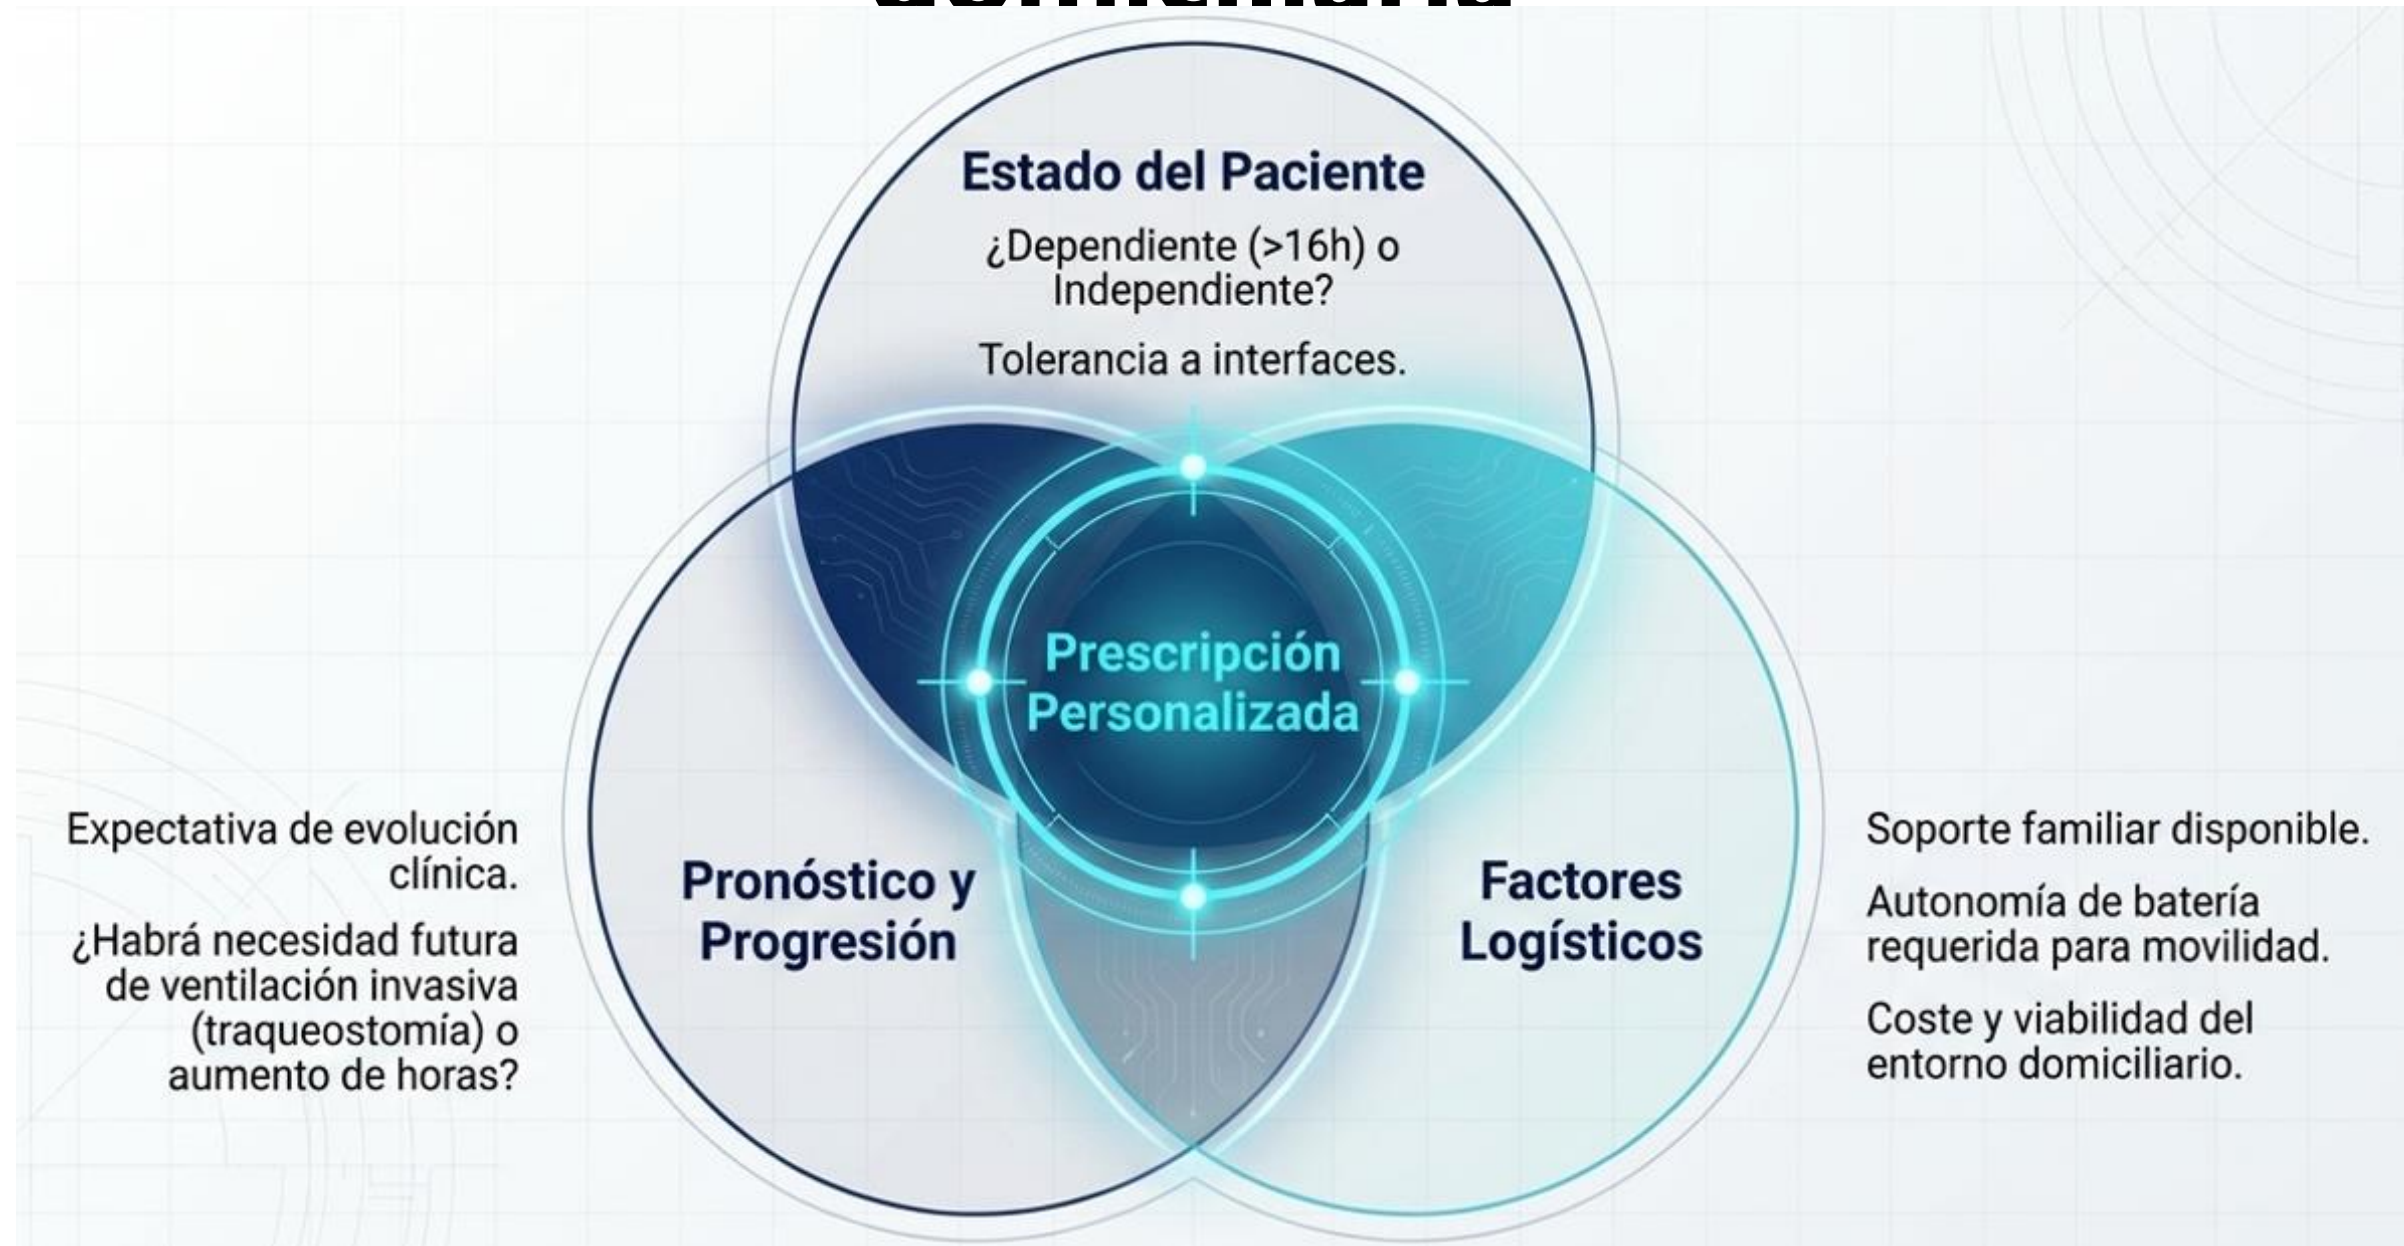 Estado del Paciente
¿Dependiente (>16h) o
Independiente?
Tolerancia a interfaces.
Prescripción
Personalizada
Pronóstico y
Progresión
Expectativa de evolución
clínica.
¿Habrá necesidad futura
de ventilación invasiva
(traqueostomía) o
aumento de horas?
Factores
Logísticos
Soporte familiar disponible.
Autonomía de batería
requerida para movilidad.
Coste y viabilidad del
entorno domiciliario.